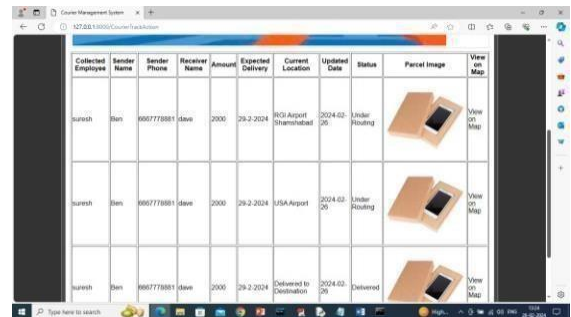 Courier Management System
127.0.0.1:8000/CourierTrackAction
Collected Employee Sender Name Sender Phone Receiver Name Amount Expected Delivery Current Location Updated Date Status Parcel Image View on Map
suresh Ben 6667778881 dave 2000 29-2-2024 RGI Airport Shamshabad 2024-02-26 Under Routing View on Map
suresh Ben 6667778881 dave 2000 29-2-2024 USA Airport 2024-02-26 Under Routing View on Map
suresh Ben 6667778881 dave 2000 29-2-2024 Delivered to Destination 2024-02-26 Delivered View on Map
Type here to search
High...
ENG